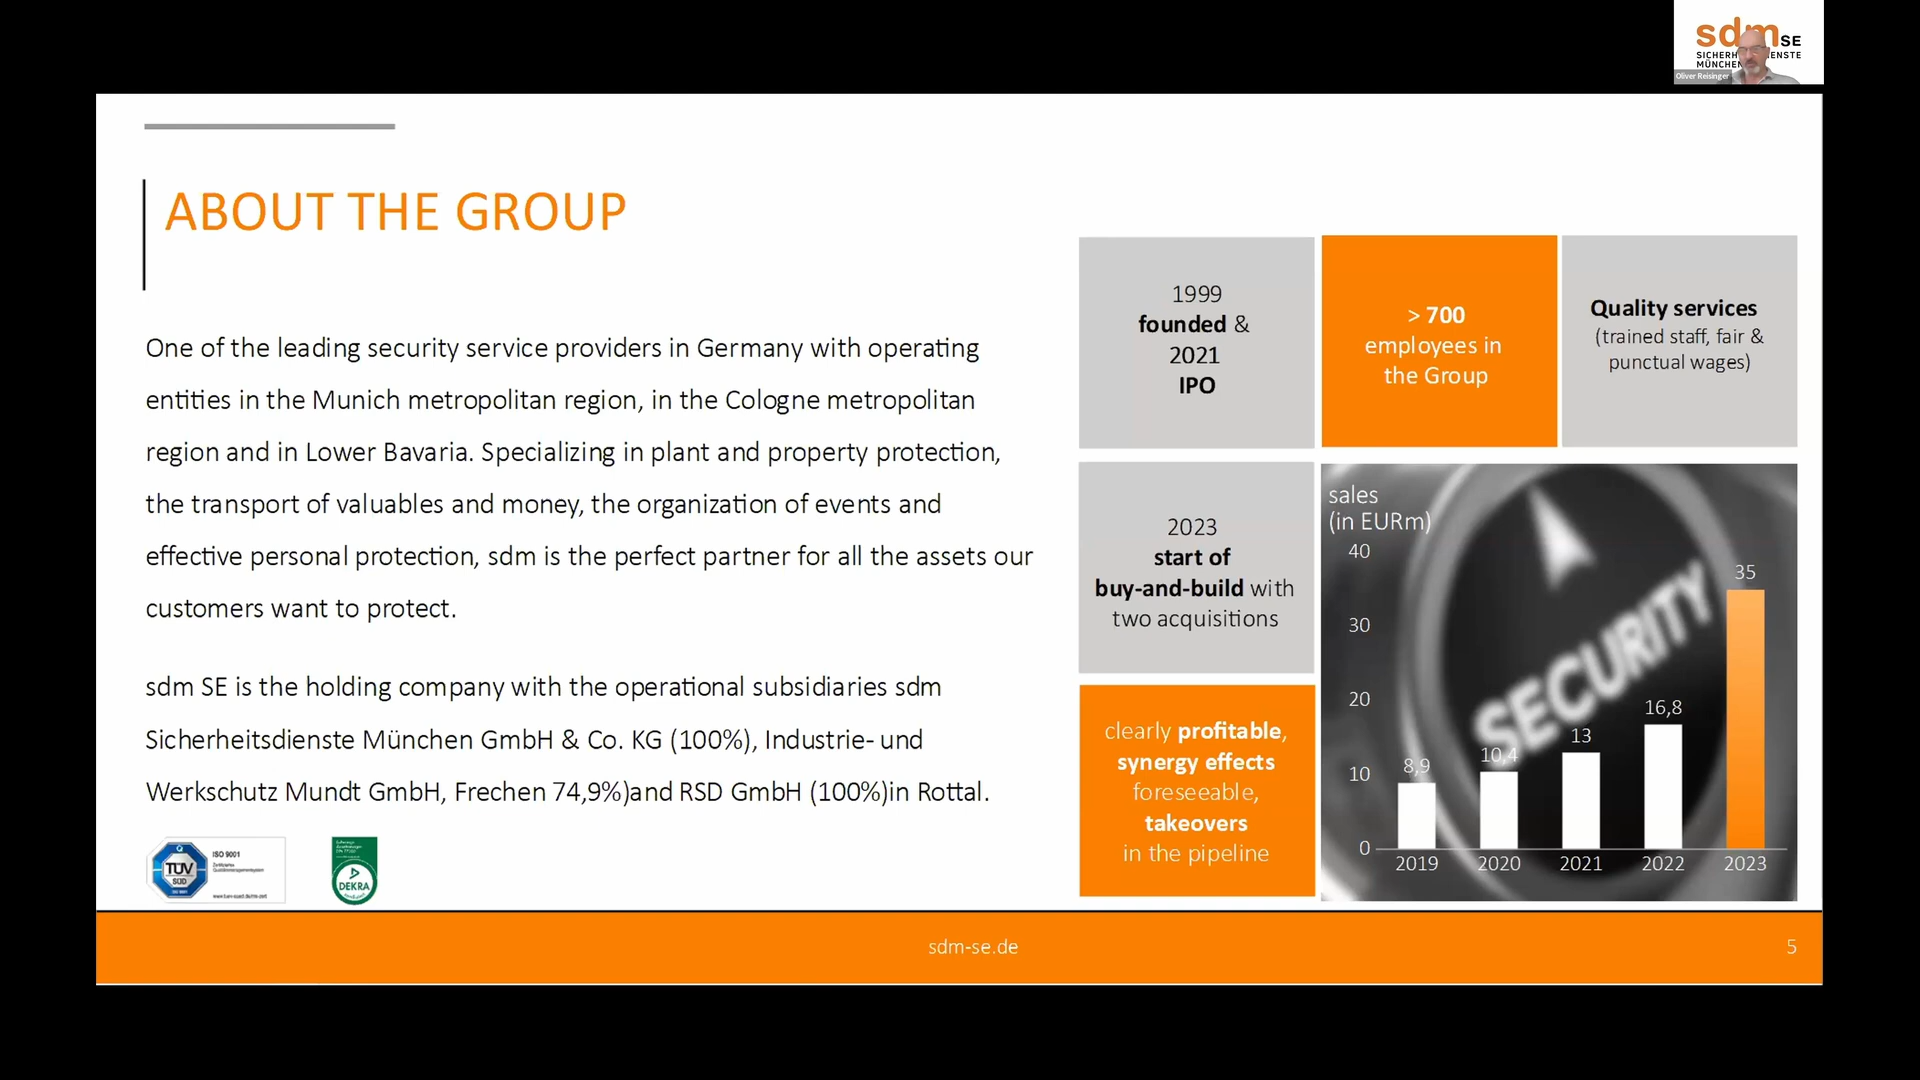 sdm SE
SICHERH ENSTE
MÜNCHEN
Oliver Reisinger
ABOUT THE GROUP
One of the leading security service providers in Germany with operating
entities in the Munich metropolitan region, in the Cologne metropolitan
region and in Lower Bavaria. Specializing in plant and property protection,
the transport of valuables and money, the organization of events and
effective personal protection, sdm is the perfect partner for all the assets our
customers want to protect.
sdm SE is the holding company with the operational subsidiaries sdm
Sicherheitsdienste München GmbH & Co. KG (100%), Industrie- und
Werkschutz Mundt GmbH, Frechen 74,9%)and RSD GmbH (100%)in Rottal.
TÜV
SÜD
ISO 9001
DEKRA
1999
founded &
2021
IPO
> 700
employees in
the Group
Quality services
(trained staff, fair &
punctual wages)
2023
start of
buy-and-build with
two acquisitions
clearly profitable,
synergy effects
foreseeable,
takeovers
in the pipeline
SECURITY
sales
(in EURm)
40
30
20
10
0
8,9
10,4
13
16,8
35
2019 2020 2021 2022 2023
sdm-se.de
5